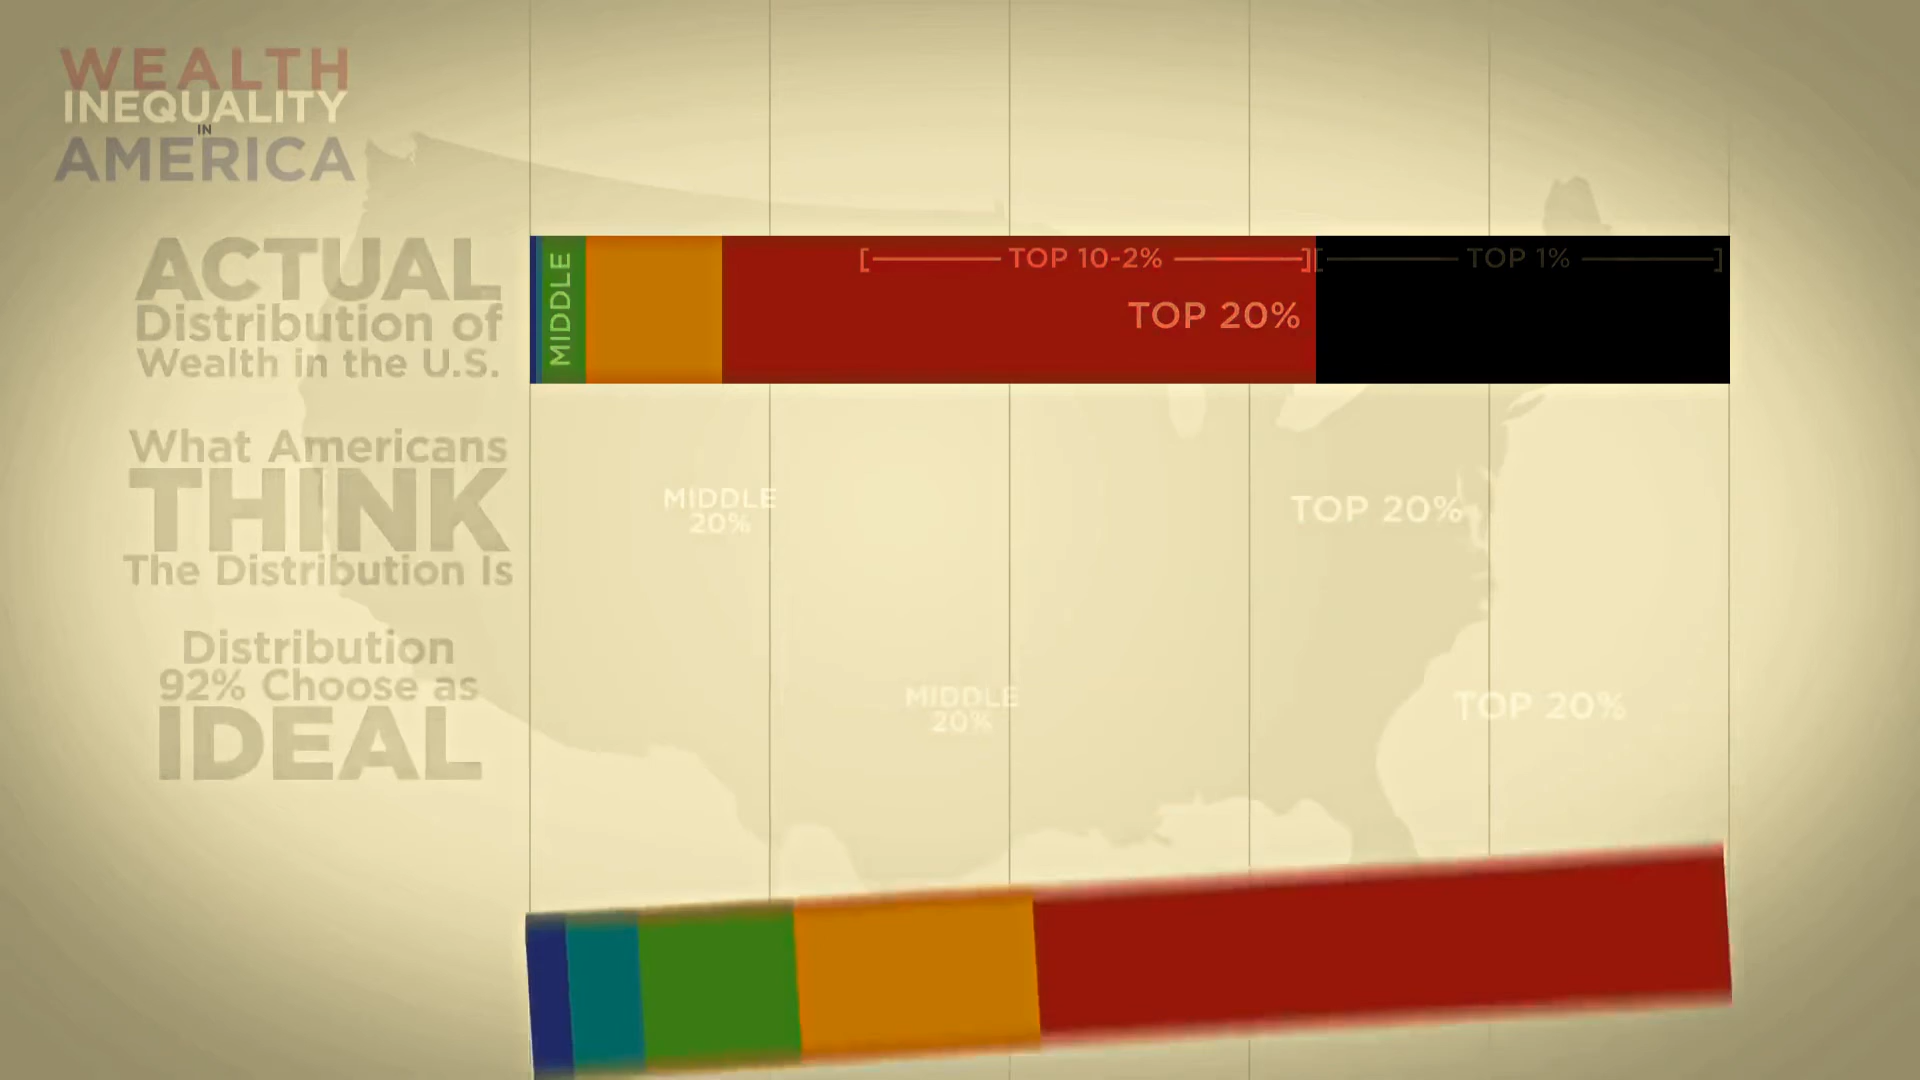 WEALTH
INEQUALITY
IN
AMERICA
ACTUAL
Distribution of
Wealth in the U.S.
MIDDLE
TOP 10-2%
TOP 1%
TOP 20%
What Americans
THINK
The Distribution Is
MIDDLE
20%
TOP 20%
Distribution
92% Choose as
IDEAL
MIDDLE
20%
TOP 20%